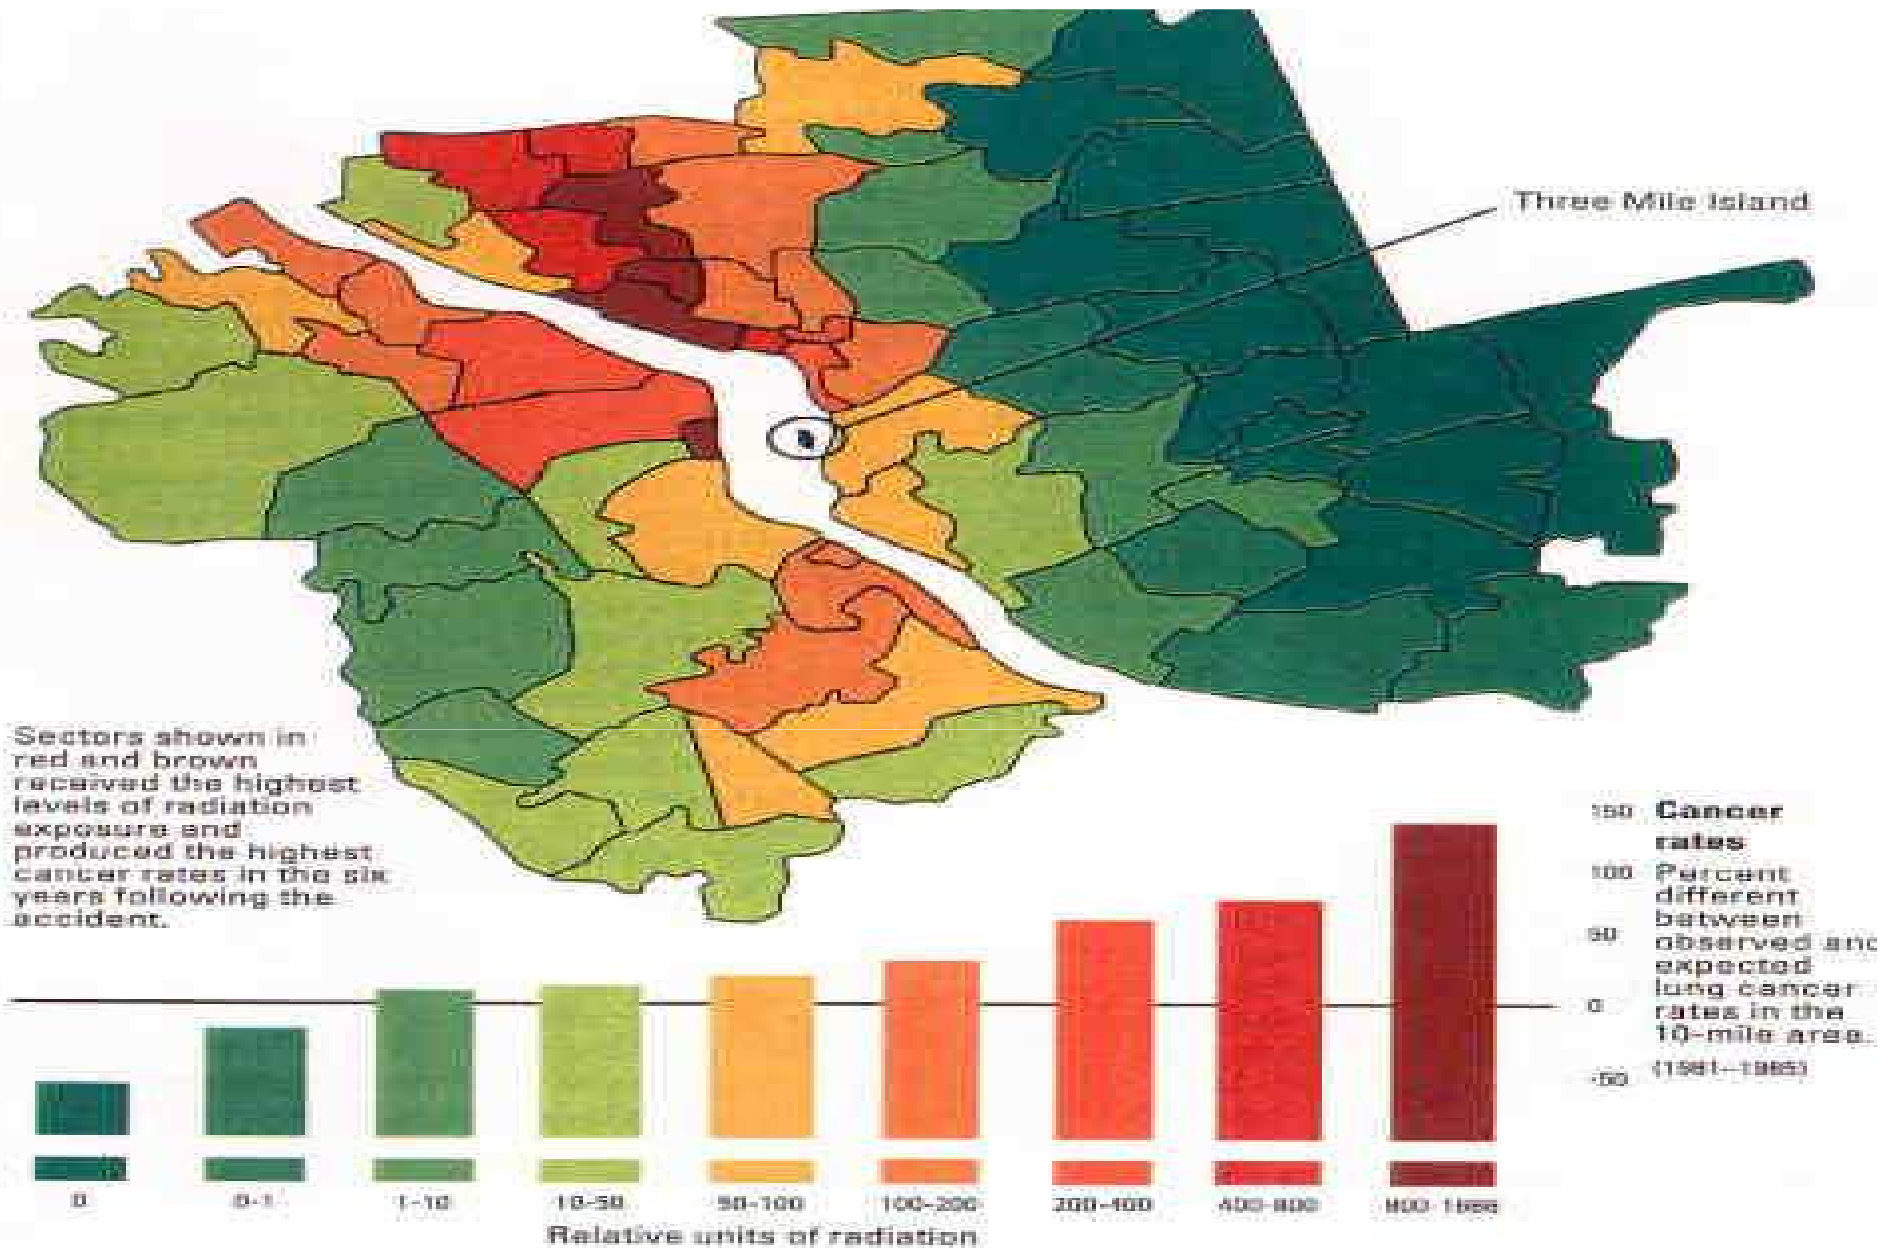 Three Mile Island
Sectors shown in
red and brown
received the highest
levels of radiation
exposure and
produced the highest
cancer rates in the six
years following the
accident.
150
Cancer
rates
100
Percent
different
between
50
observed and
expected
lung cancer
0
rates in the
10-mile area.
-50
(1981-1985)
0
0-1
1-10
10-50
50-100
100-200
200-400
400-800
Relative units of radiation